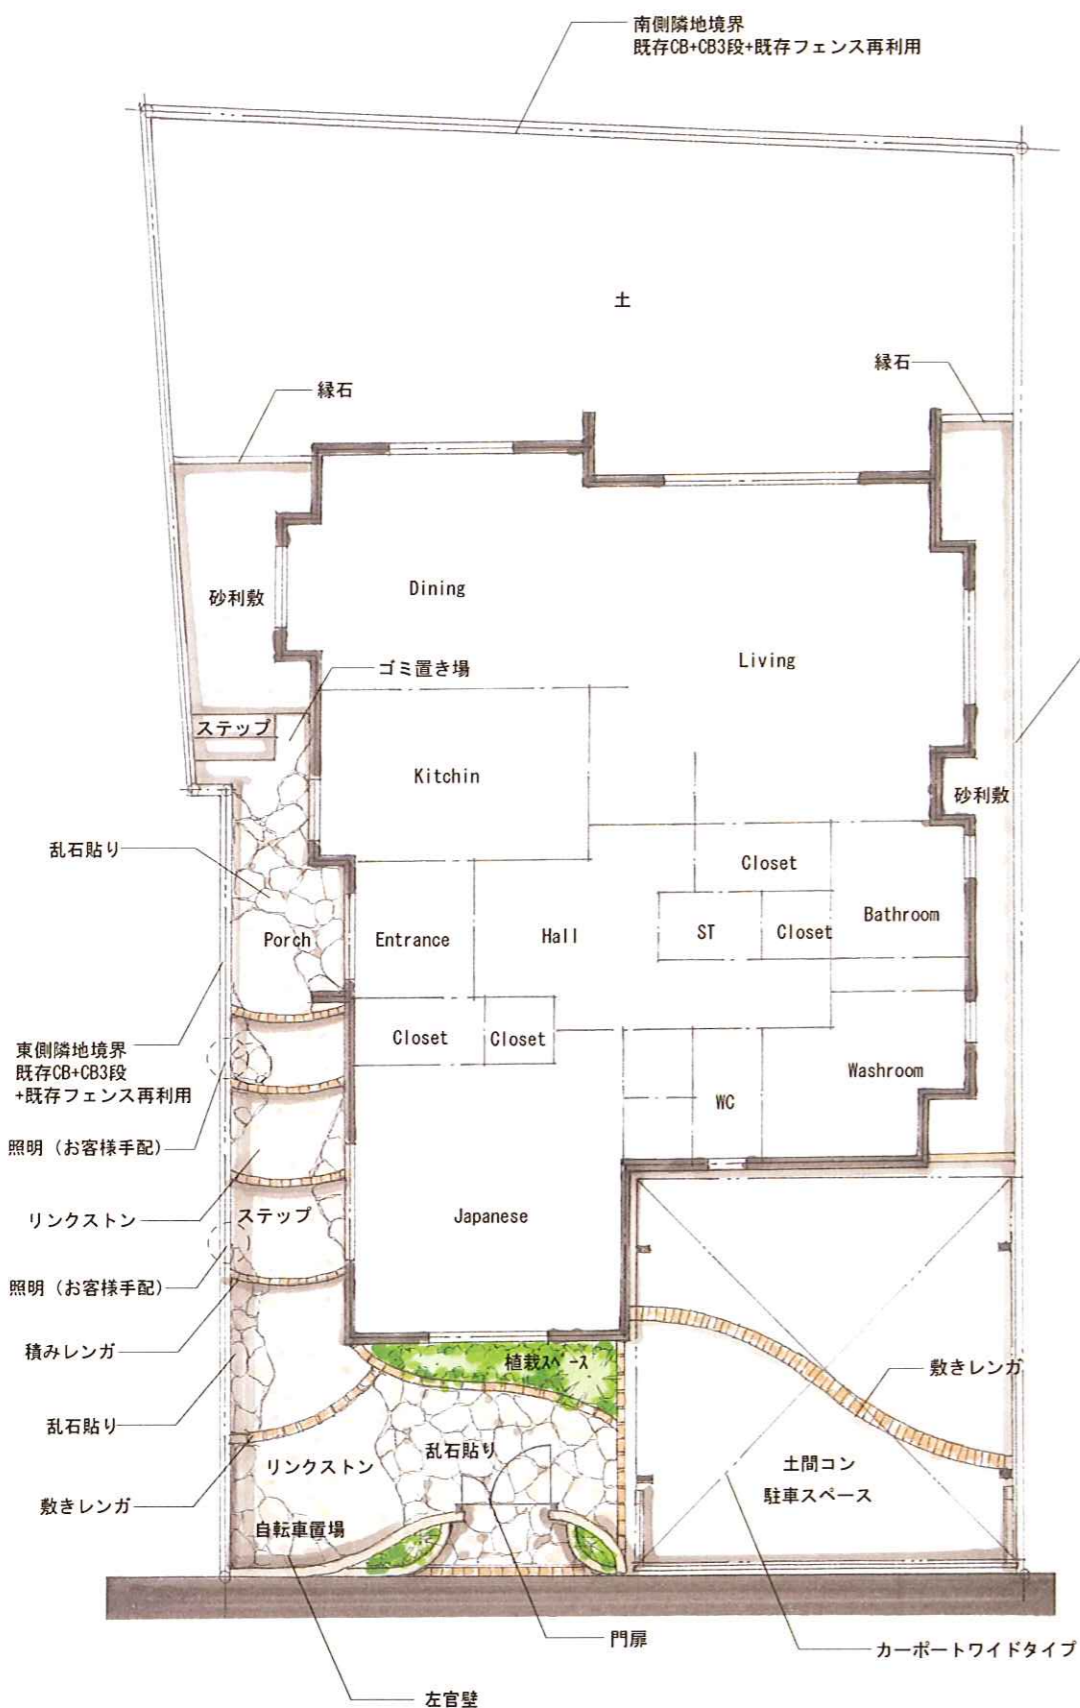 南側隣地境界
既存CB+CB3段+既存フェンス再利用
土
縁石
縁石
砂利敷
Dining
Living
ゴミ置き場
ステップ
Kitchin
砂利敷
乱石貼り
Closet
Porch
Entrance
Hall
ST
Closet
Bathroom
東側隣地境界
既存CB+CB3段
+既存フェンス再利用
Closet
Closet
Washroom
WC
照明（お客様手配）
リンクストン
ステップ
Japanese
照明（お客様手配）
積みレンガ
植栽スペース
敷きレンガ
乱石貼り
乱石貼り
リンクストン
土間コン
駐車スペース
敷きレンガ
自転車置場
門扉
カーポートワイドタイプ
左官壁